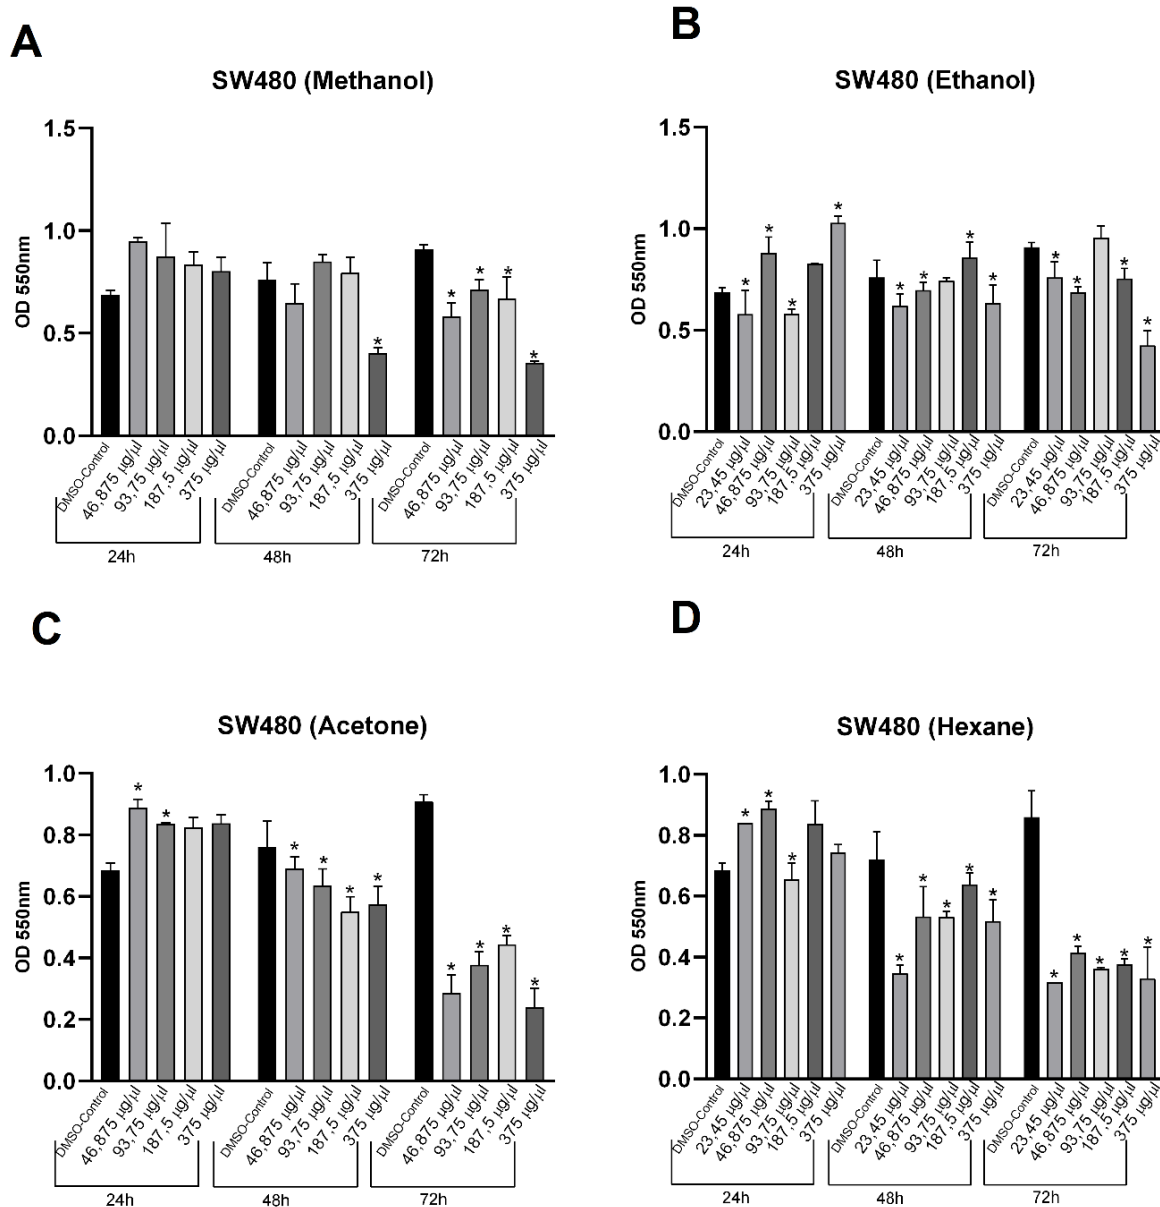 A
SW480 (Methanol)
OD 550nm
1.5
1.0
0.5
0.0
* * * * *
DMSO-Control
46,875 µg/µl
93,75 µg/µl
187,5 µg/µl
375 µg/µl
DMSO-Control
46,875 µg/µl
93,75 µg/µl
187,5 µg/µl
375 µg/µl
DMSO-Control
46,875 µg/µl
93,75 µg/µl
187,5 µg/µl
375 µg/µl
24h
48h
72h
B
SW480 (Ethanol)
OD 550nm
1.5
1.0
0.5
0.0
* * * * * * * * * * * *
DMSO-Control
23,45 µg/µl
46,875 µg/µl
93,75 µg/µl
187,5 µg/µl
375 µg/µl
DMSO-Control
23,45 µg/µl
46,875 µg/µl
93,75 µg/µl
187,5 µg/µl
375 µg/µl
DMSO-Control
23,45 µg/µl
46,875 µg/µl
93,75 µg/µl
187,5 µg/µl
375 µg/µl
24h
48h
72h
C
SW480 (Acetone)
OD 550nm
1.0
0.8
0.6
0.4
0.2
0.0
* * * * * * * * * *
DMSO-Control
46,875 µg/µl
93,75 µg/µl
187,5 µg/µl
375 µg/µl
DMSO-Control
46,875 µg/µl
93,75 µg/µl
187,5 µg/µl
375 µg/µl
DMSO-Control
46,875 µg/µl
93,75 µg/µl
187,5 µg/µl
375 µg/µl
24h
48h
72h
D
SW480 (Hexane)
OD 550nm
1.0
0.8
0.6
0.4
0.2
0.0
* * * * * * * * * * * * *
DMSO-Control
23,45 µg/µl
46,875 µg/µl
93,75 µg/µl
187,5 µg/µl
375 µg/µl
DMSO-Control
23,45 µg/µl
46,875 µg/µl
93,75 µg/µl
187,5 µg/µl
375 µg/µl
DMSO-Control
23,45 µg/µl
46,875 µg/µl
93,75 µg/µl
187,5 µg/µl
375 µg/µl
24h
48h
72h